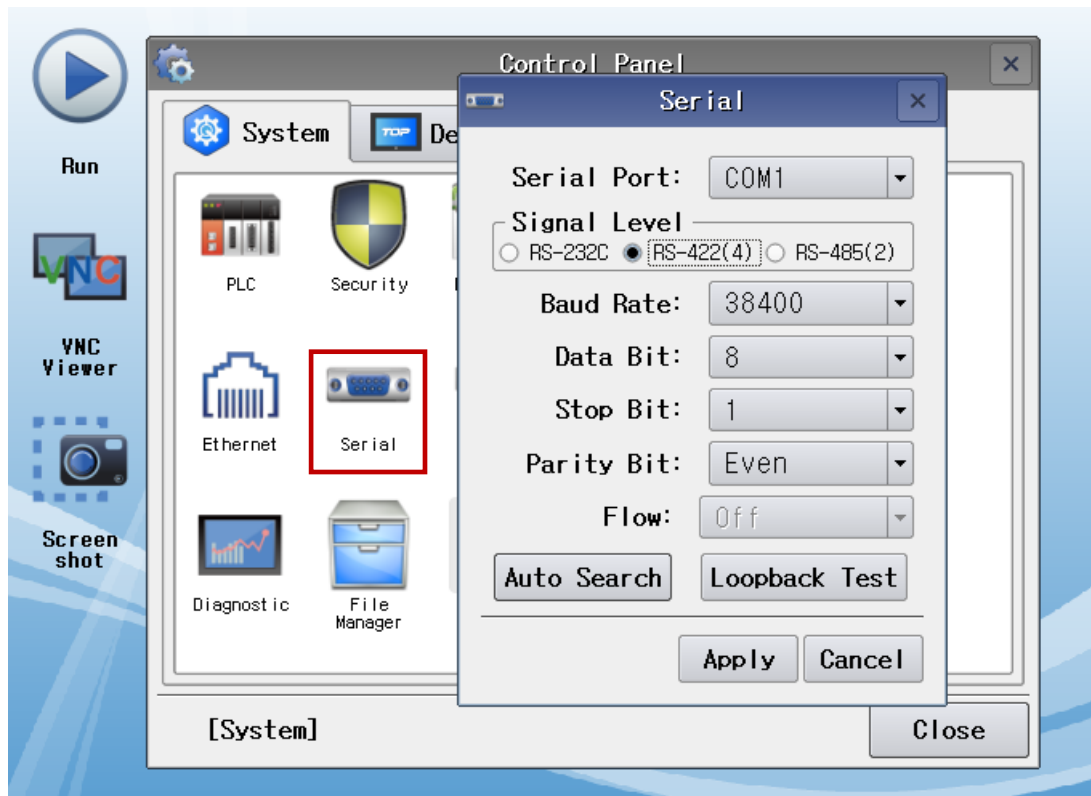 Run
VNC
VNC
Viewer
Screen
shot
Control Panel
System
TOP
De
PLC
Security
Ethernet
Serial
Diagnostic
File
Manager
[System]
Close
Serial
Serial Port: COM1
Signal Level
RS-232C RS-422(4) RS-485(2)
Baud Rate: 38400
Data Bit: 8
Stop Bit: 1
Parity Bit: Even
Flow: Off
Auto Search Loopback Test
Apply Cancel